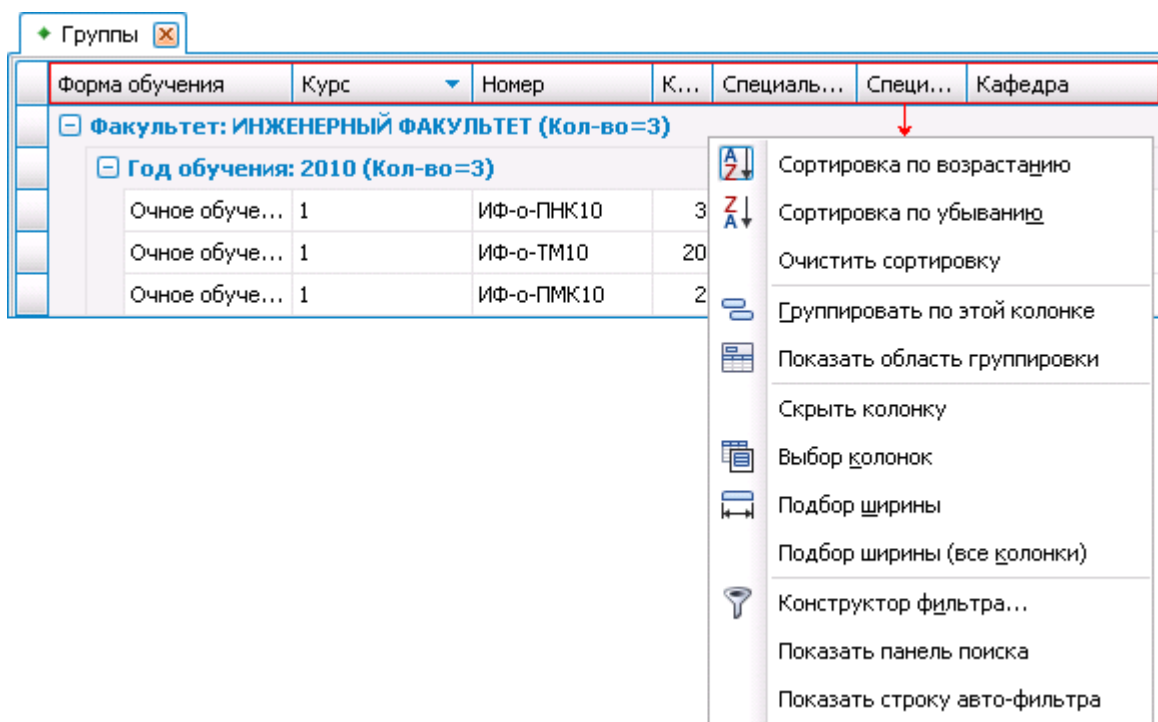 Группы
Форма обучения Курс Номер К... Специаль... Специ... Кафедра
Факультет: ИНЖЕНЕРНЫЙ ФАКУЛЬТЕТ (Кол-во=3)
Год обучения: 2010 (Кол-во=3)
Очное обуче... 1 ИФ-о-ПНК10 3
Очное обуче... 1 ИФ-о-ТМ10 20
Очное обуче... 1 ИФ-о-ПМК10 2
Сортировка по возрастанию
Сортировка по убыванию
Очистить сортировку
Группировать по этой колонке
Показать область группировки
Скрыть колонку
Выбор колонок
Подбор ширины
Подбор ширины (все колонки)
Конструктор фильтра...
Показать панель поиска
Показать строку авто-фильтра